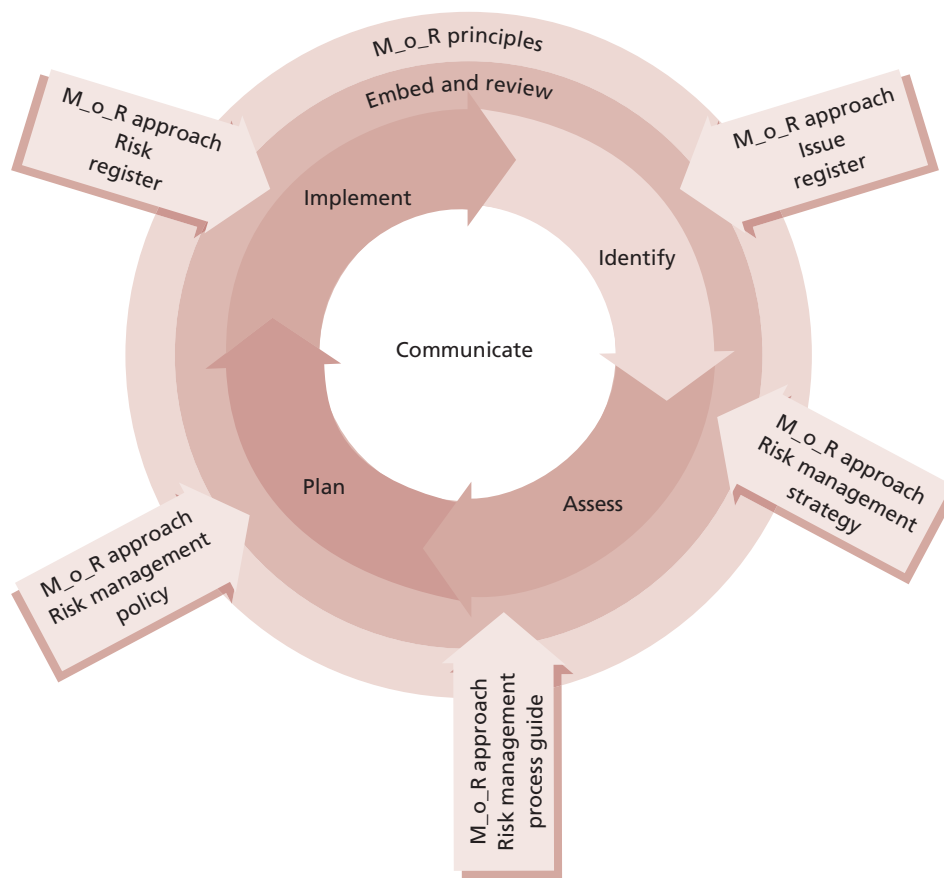 M_o_R principles
Embed and review
M_o_R approach
Risk
register
M_o_R approach
Issue
register
Implement
Identify
Communicate
Plan
Assess
M_o_R approach
Risk management
strategy
M_o_R approach
Risk management
policy
M_o_R approach
Risk management
process guide